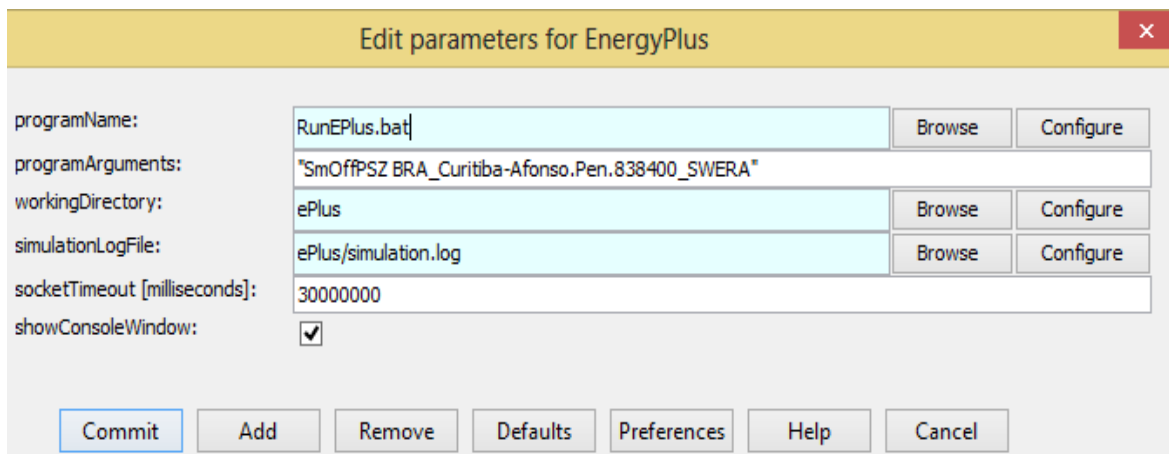 Edit parameters for EnergyPlus
programName: RunEPlus.bat Browse Configure
programArguments: "SmOffPSZ BRA_Curitiba-Afonso.Pen.838400_SWERA"
workingDirectory: ePlus Browse Configure
simulationLogFile: ePlus/simulation.log Browse Configure
socketTimeout [milliseconds]: 30000000
showConsoleWindow:
Commit Add Remove Defaults Preferences Help Cancel